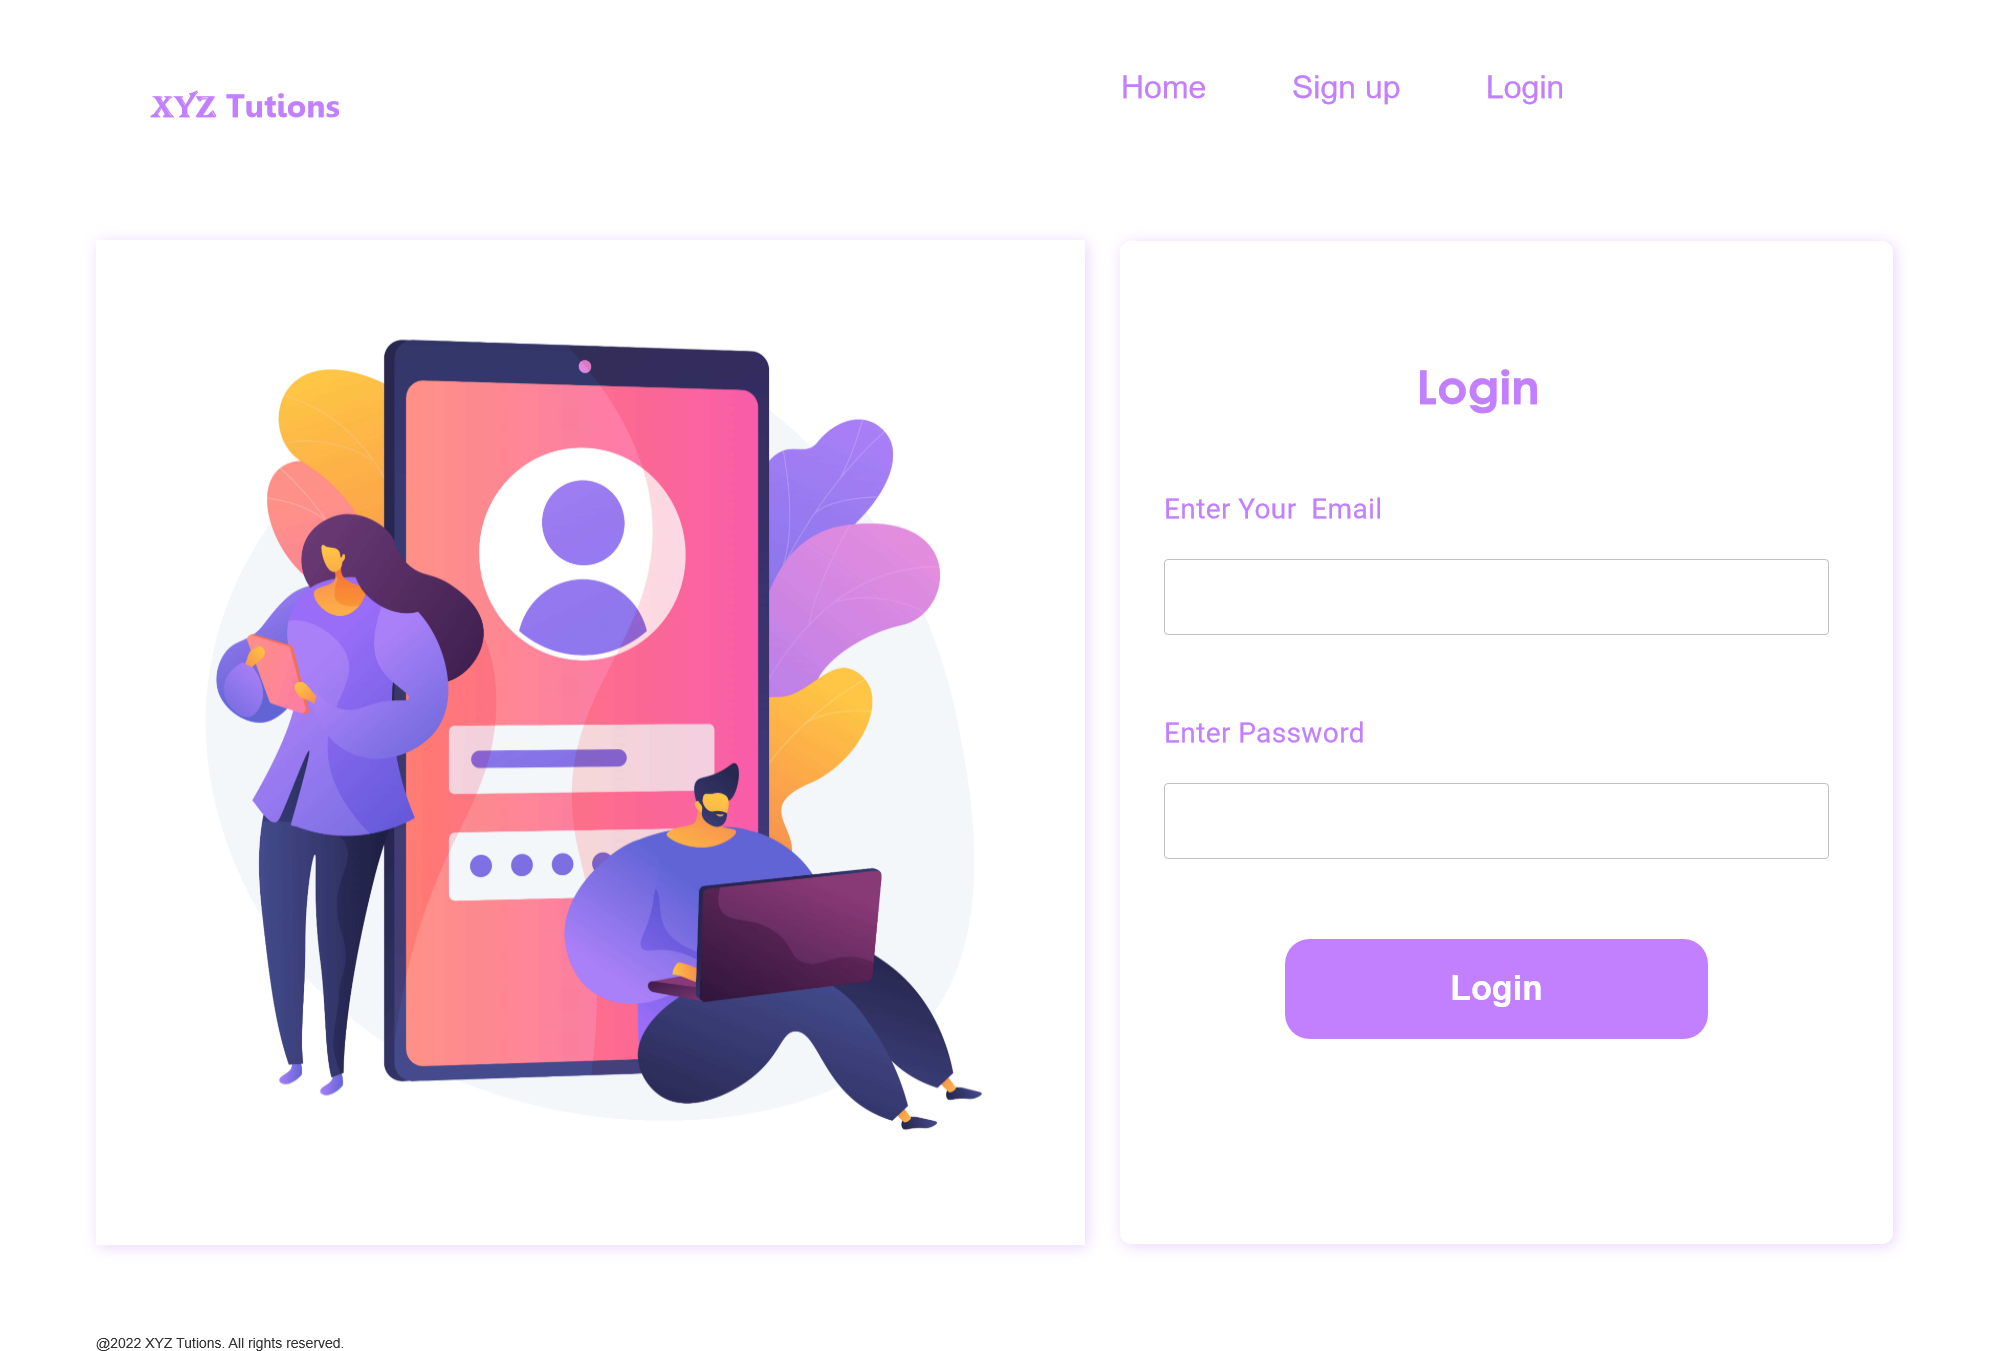 XYZ Tutions
Home Sign up Login
Login
Enter Your Email
Enter Password
Login
@2022 XYZ Tutions. All rights reserved.